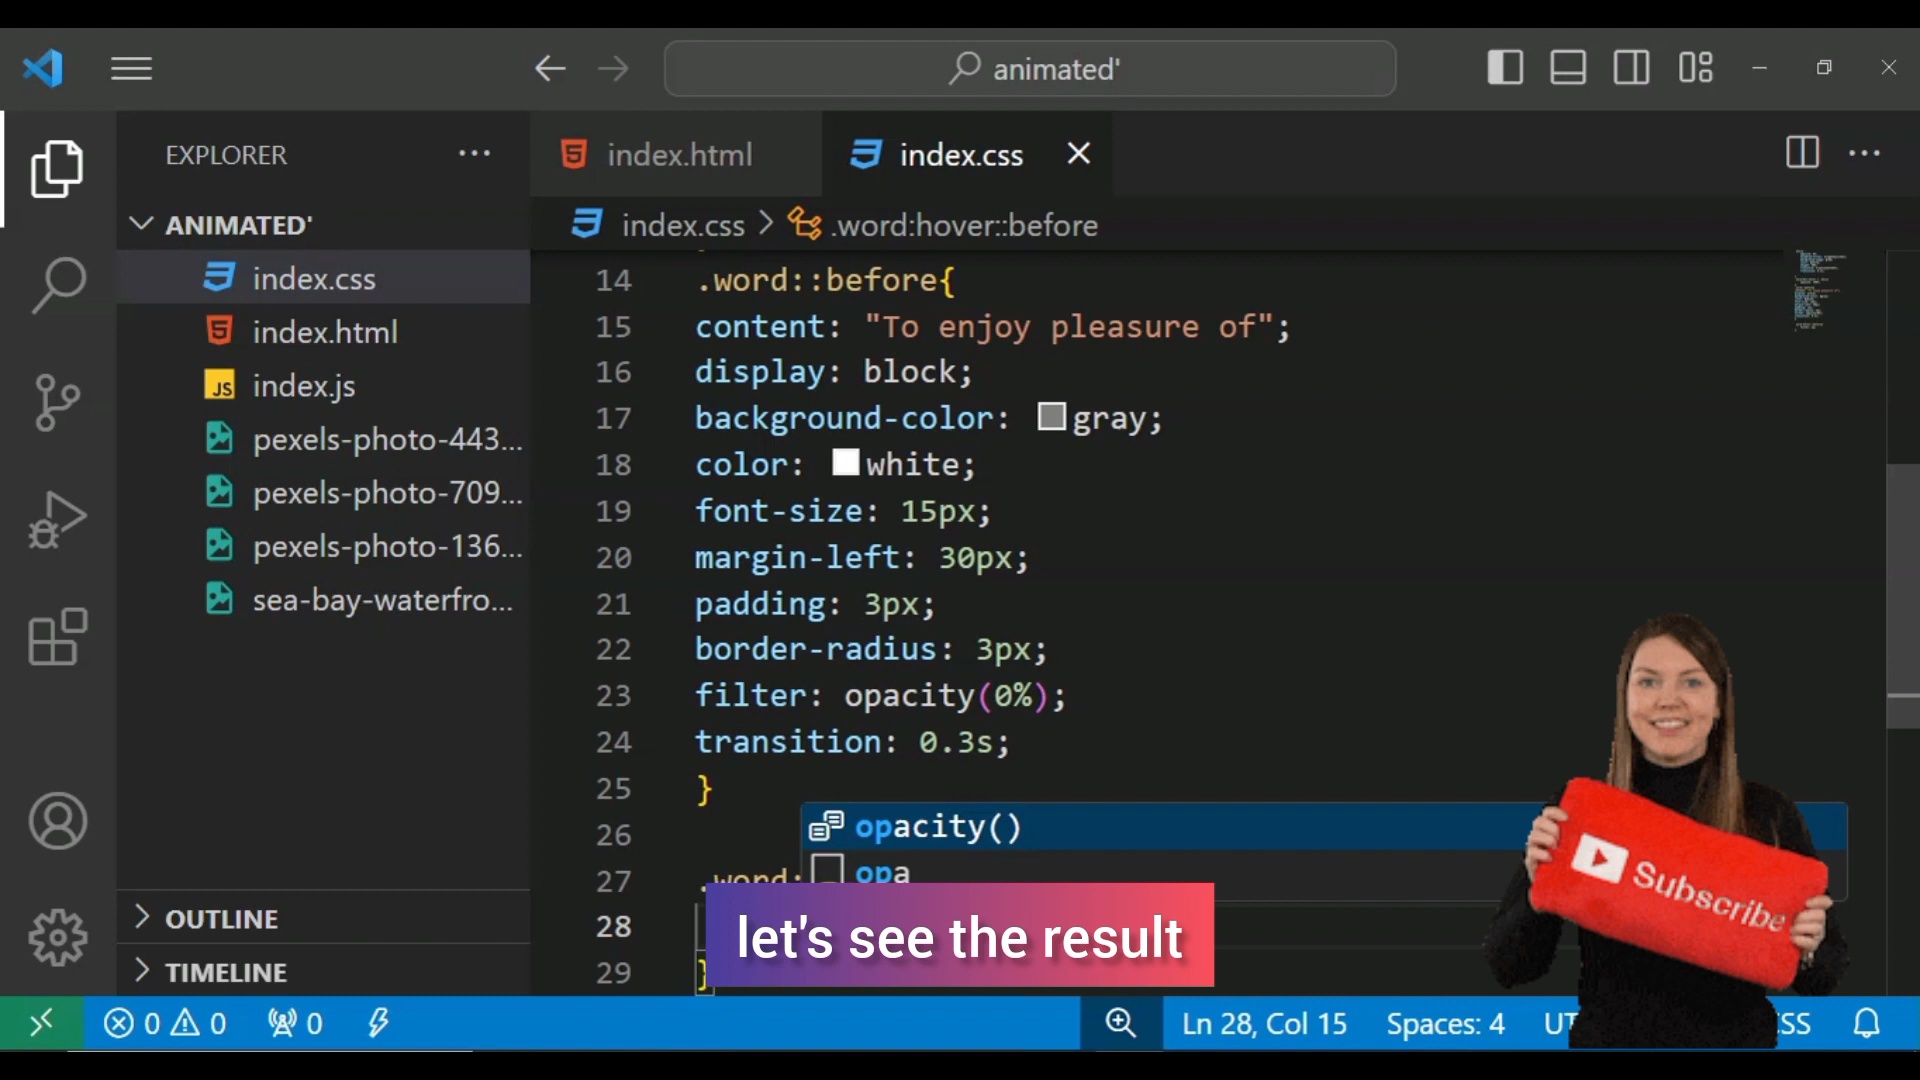 animated'
EXPLORER
index.html
index.css
ANIMATED'
index.css > .word:hover::before
index.css
index.html
JS index.js
pexels-photo-443...
pexels-photo-709...
pexels-photo-136...
sea-bay-waterfro...
14 .word::before{
15 content: "To enjoy pleasure of";
16 display: block;
17 background-color: gray;
18 color: white;
19 font-size: 15px;
20 margin-left: 30px;
21 padding: 3px;
22 border-radius: 3px;
23 filter: opacity(0%);
24 transition: 0.3s;
25 }
26
27 .word:
28
29 }
opacity()
opa
let's see the result
Subscribe
OUTLINE
TIMELINE
0 0 0 Ln 28, Col 15 Spaces: 4